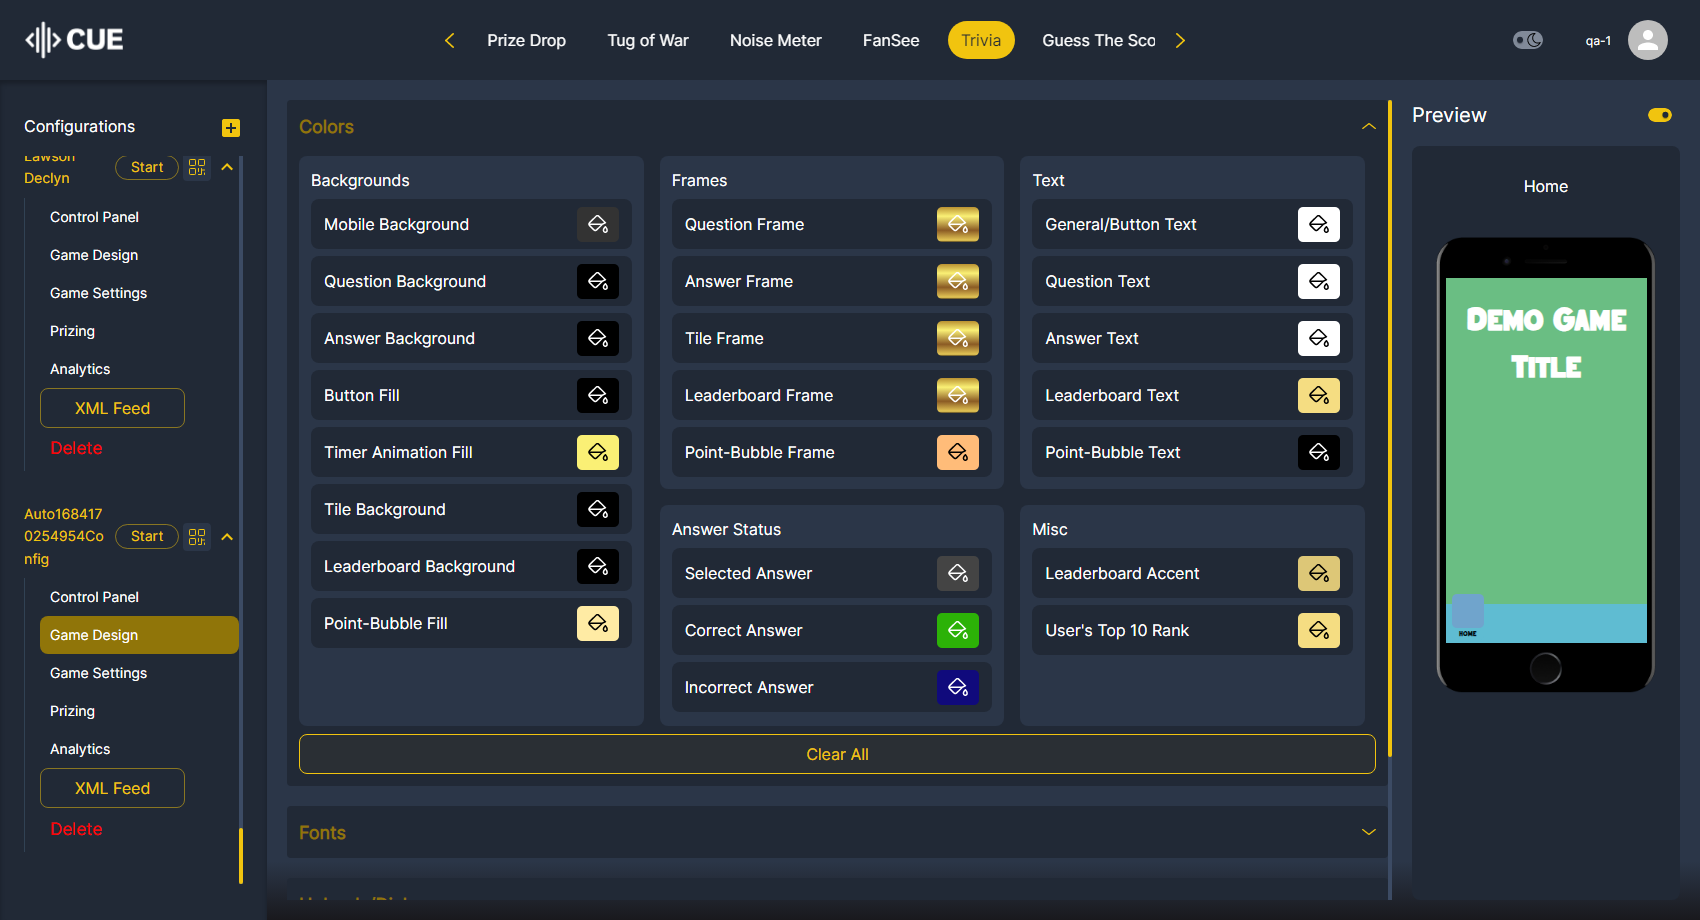 CUE
Prize Drop
Tug of War
Noise Meter
FanSee
Trivia
Guess The Sco
qa-1
Configurations
Lawson
Declyn
Start
Control Panel
Game Design
Game Settings
Prizing
Analytics
XML Feed
Delete
Auto168417
0254954Co
nfig
Start
Control Panel
Game Design
Game Settings
Prizing
Analytics
XML Feed
Delete
Colors
Backgrounds
Mobile Background
Question Background
Answer Background
Button Fill
Timer Animation Fill
Tile Background
Leaderboard Background
Point-Bubble Fill
Frames
Question Frame
Answer Frame
Tile Frame
Leaderboard Frame
Point-Bubble Frame
Text
General/Button Text
Question Text
Answer Text
Leaderboard Text
Point-Bubble Text
Answer Status
Selected Answer
Correct Answer
Incorrect Answer
Misc
Leaderboard Accent
User's Top 10 Rank
Clear All
Fonts
Preview
Home
DEMO GAME
TITLE
HOME